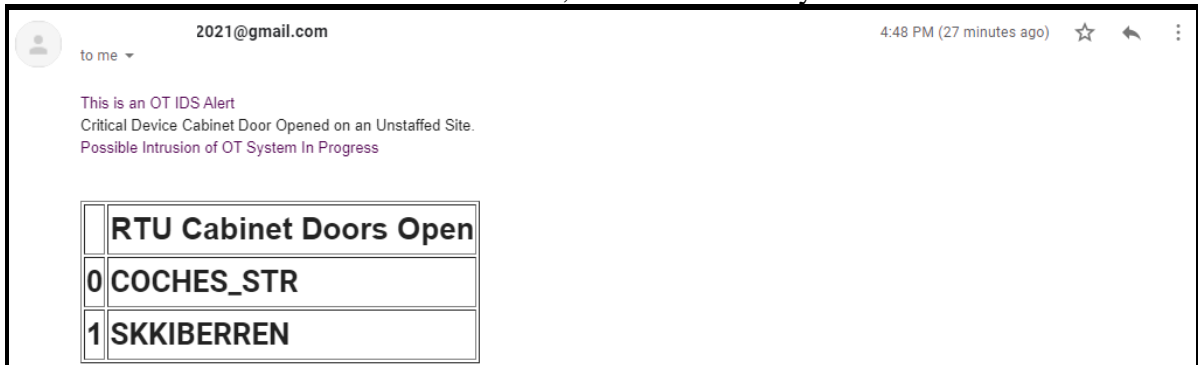 2021@gmail.com 4:48 PM (27 minutes ago)
to me
This is an OT IDS Alert
Critical Device Cabinet Door Opened on an Unstaffed Site.
Possible Intrusion of OT System In Progress
RTU Cabinet Doors Open
0 COCHES_STR
1 SKKIBERREN